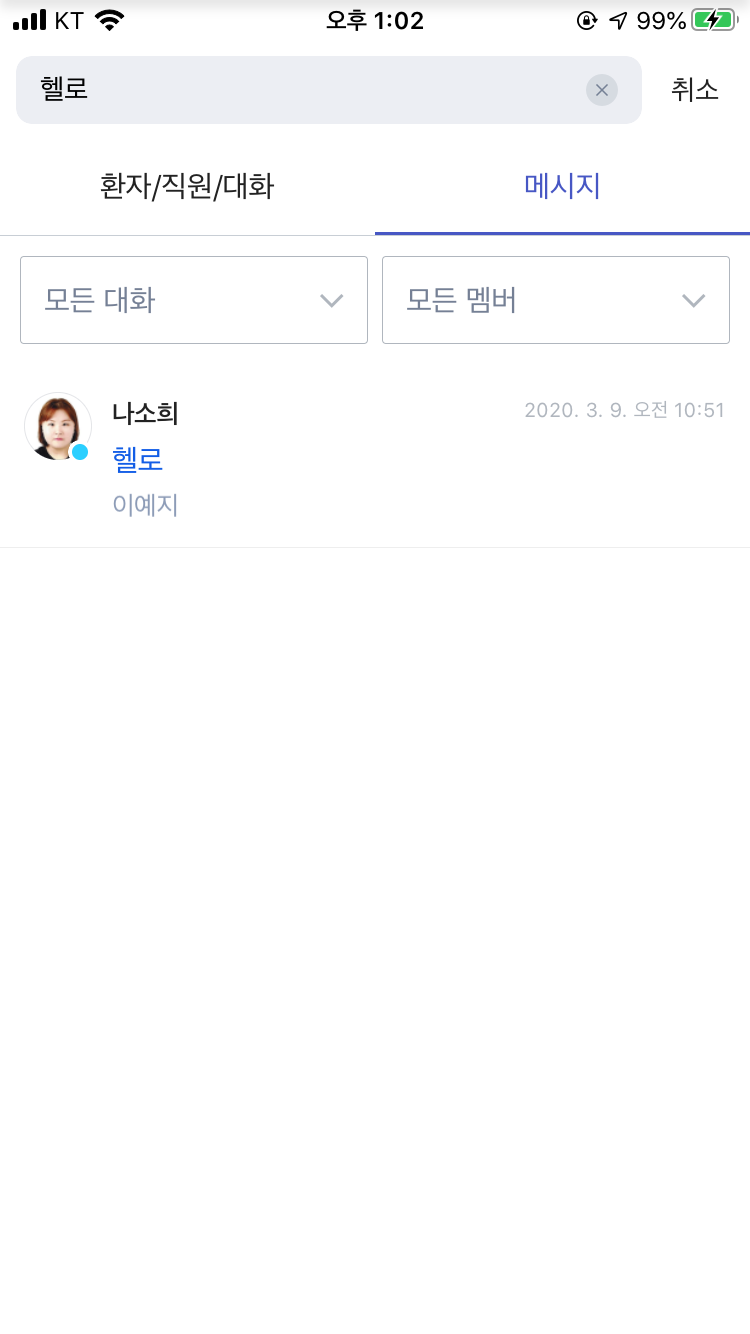 KT 오후 1:02 99%
헬로 취소
환자/직원/대화 메시지
모든 대화 모든 멤버
나소희 2020. 3. 9. 오전 10:51
헬로
이예지